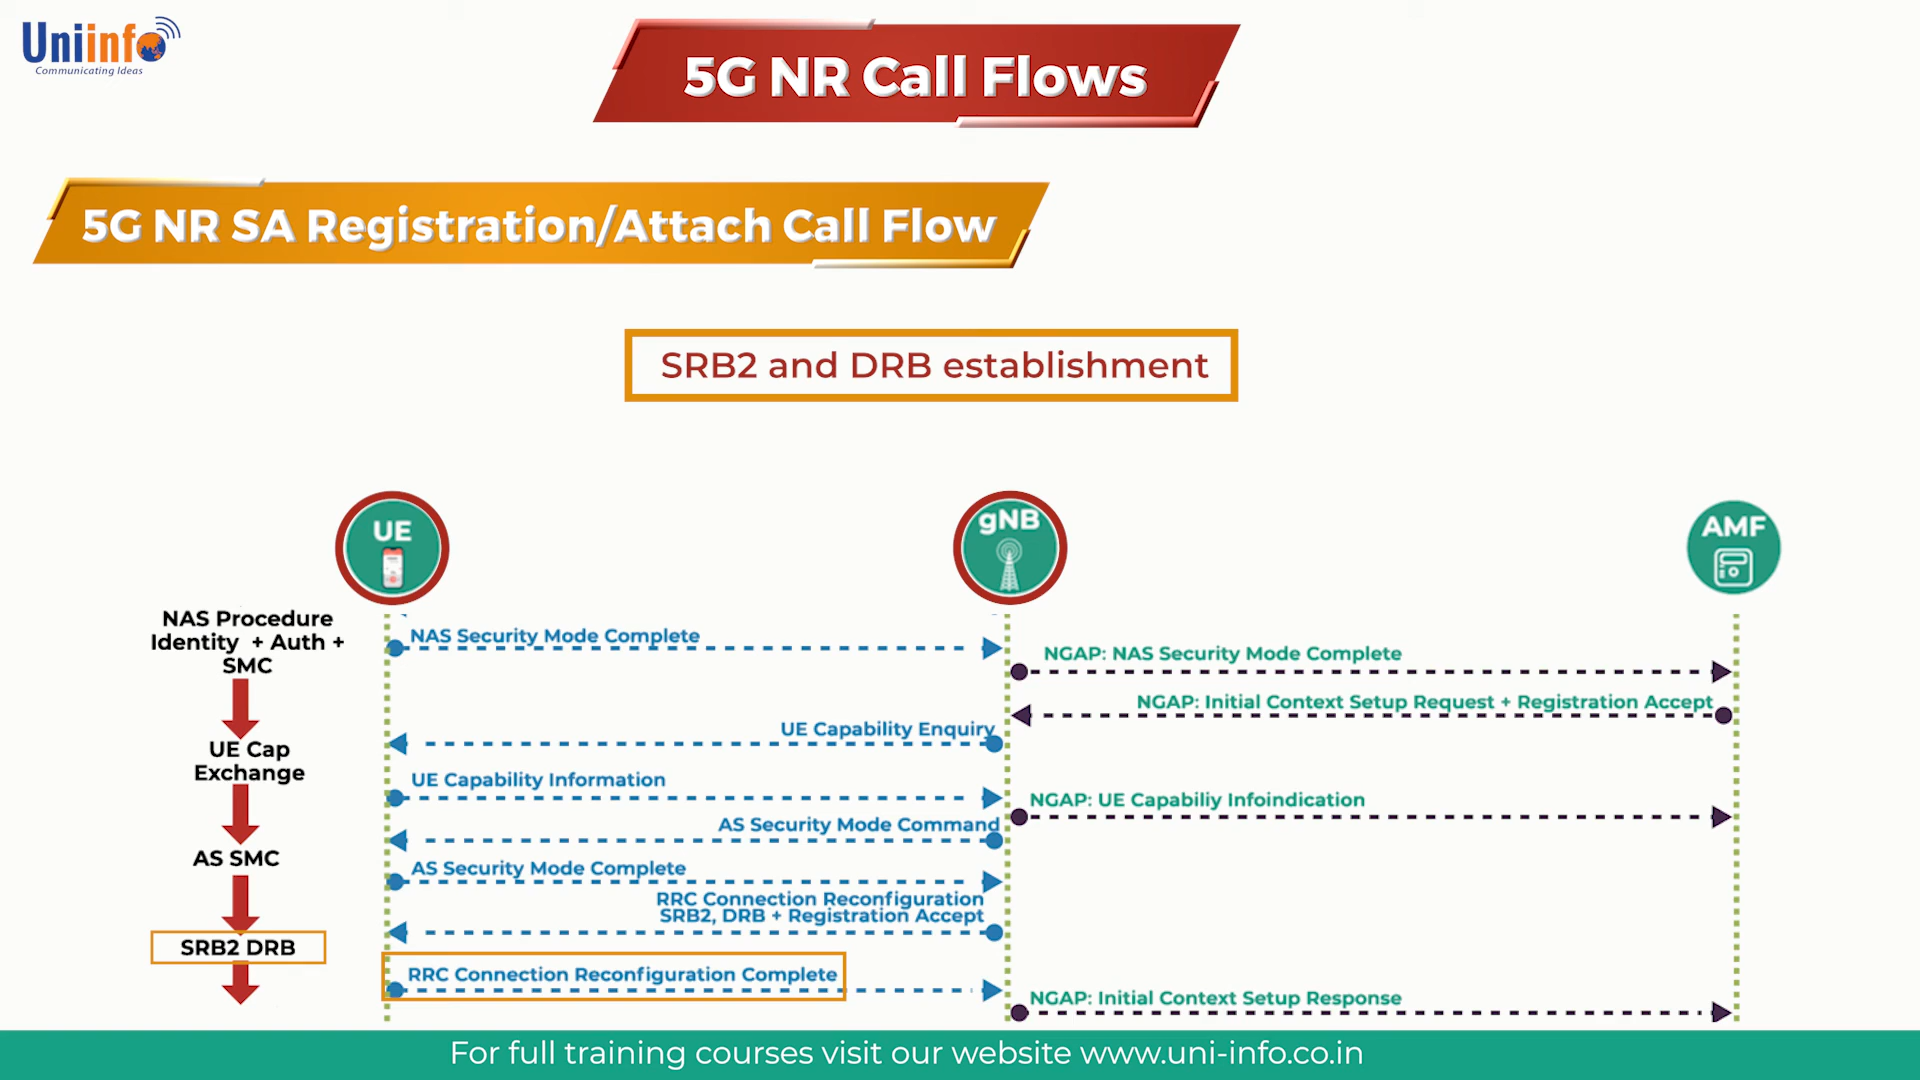 Uniinfo
Communicating Ideas
5G NR Call Flows
5G NR SA Registration/Attach Call Flow
SRB2 and DRB establishment
UE
gNB
AMF
NAS Procedure
Identity + Auth +
SMC
NAS Security Mode Complete
NGAP: NAS Security Mode Complete
NGAP: Initial Context Setup Request + Registration Accept
UE Capability Enquiry
UE Cap
Exchange
UE Capability Information
NGAP: UE Capabiliy Infoindication
AS Security Mode Command
AS SMC
AS Security Mode Complete
RRC Connection Reconfiguration
SRB2, DRB + Registration Accept
SRB2 DRB
RRC Connection Reconfiguration Complete
NGAP: Initial Context Setup Response
For full training courses visit our website www.uni-info.co.in